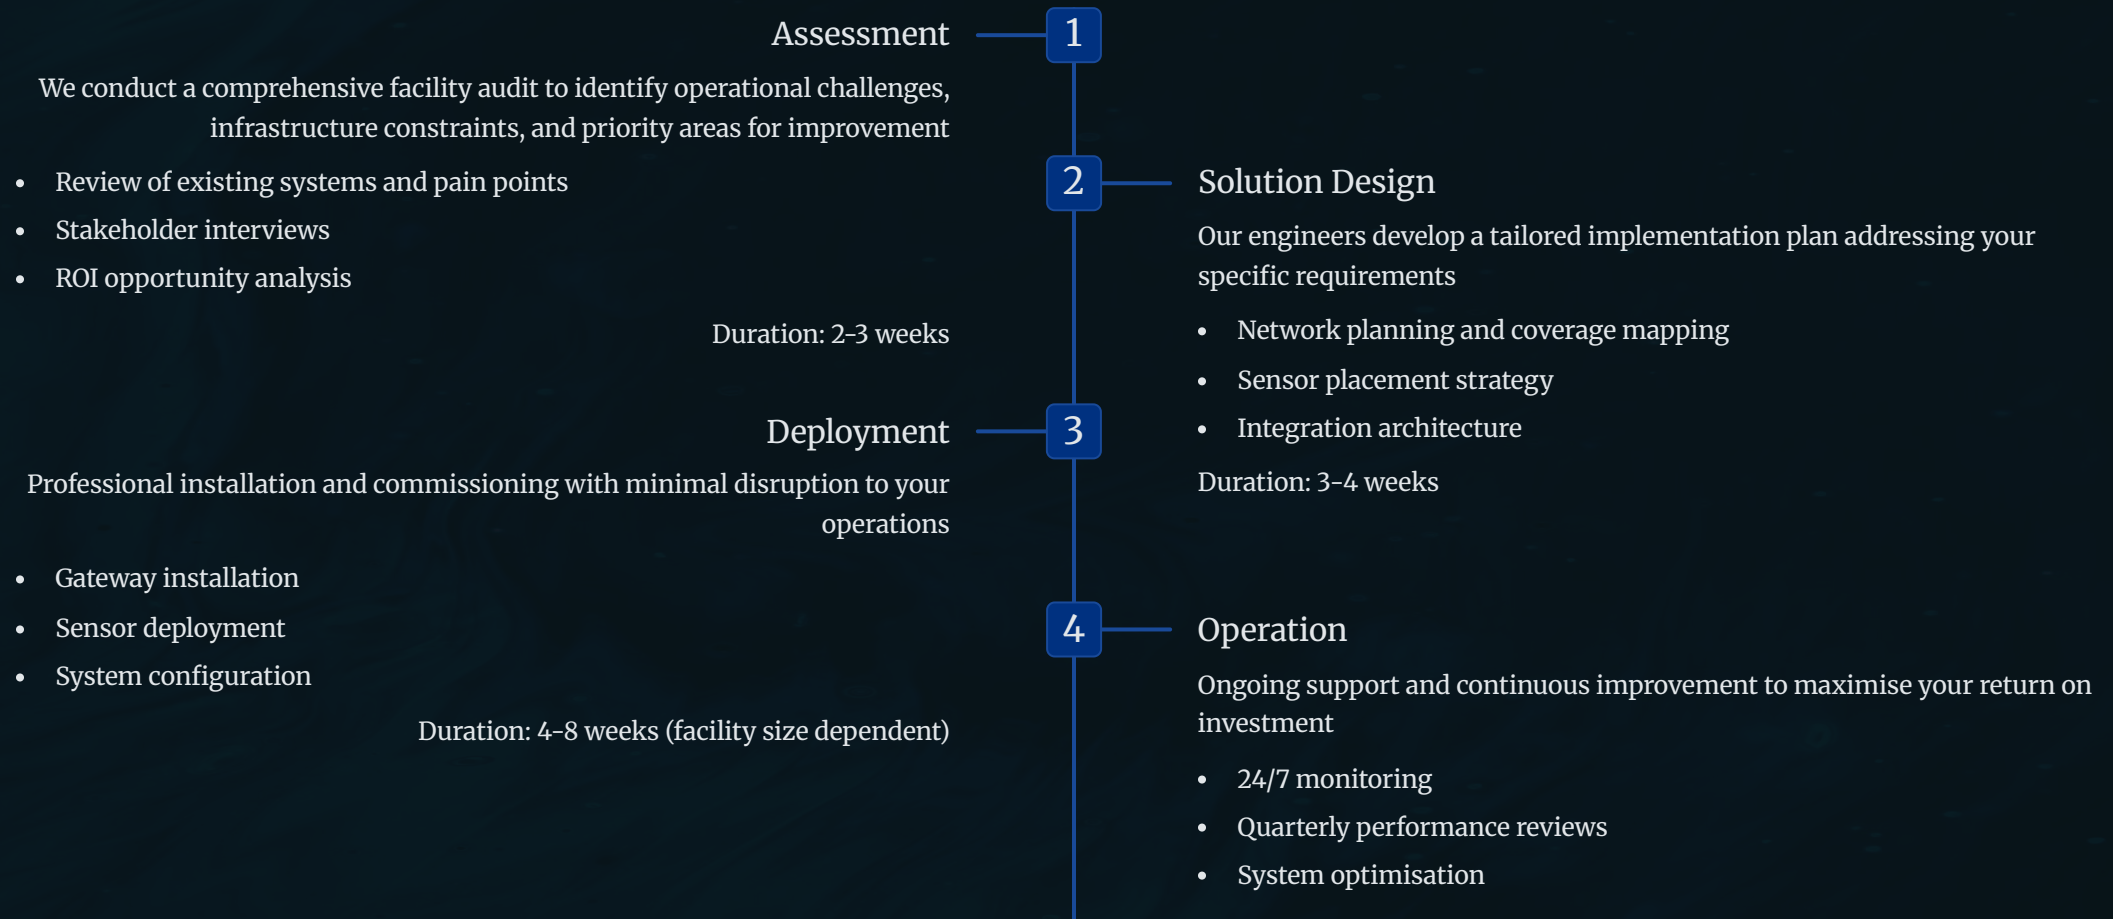 Assessment
1
We conduct a comprehensive facility audit to identify operational challenges,
infrastructure constraints, and priority areas for improvement
• Review of existing systems and pain points
• Stakeholder interviews
• ROI opportunity analysis
Duration: 2-3 weeks
2
Solution Design
Our engineers develop a tailored implementation plan addressing your
specific requirements
• Network planning and coverage mapping
• Sensor placement strategy
• Integration architecture
Duration: 3-4 weeks
Deployment
3
Professional installation and commissioning with minimal disruption to your
operations
• Gateway installation
• Sensor deployment
• System configuration
Duration: 4-8 weeks (facility size dependent)
4
Operation
Ongoing support and continuous improvement to maximise your return on
investment
• 24/7 monitoring
• Quarterly performance reviews
• System optimisation